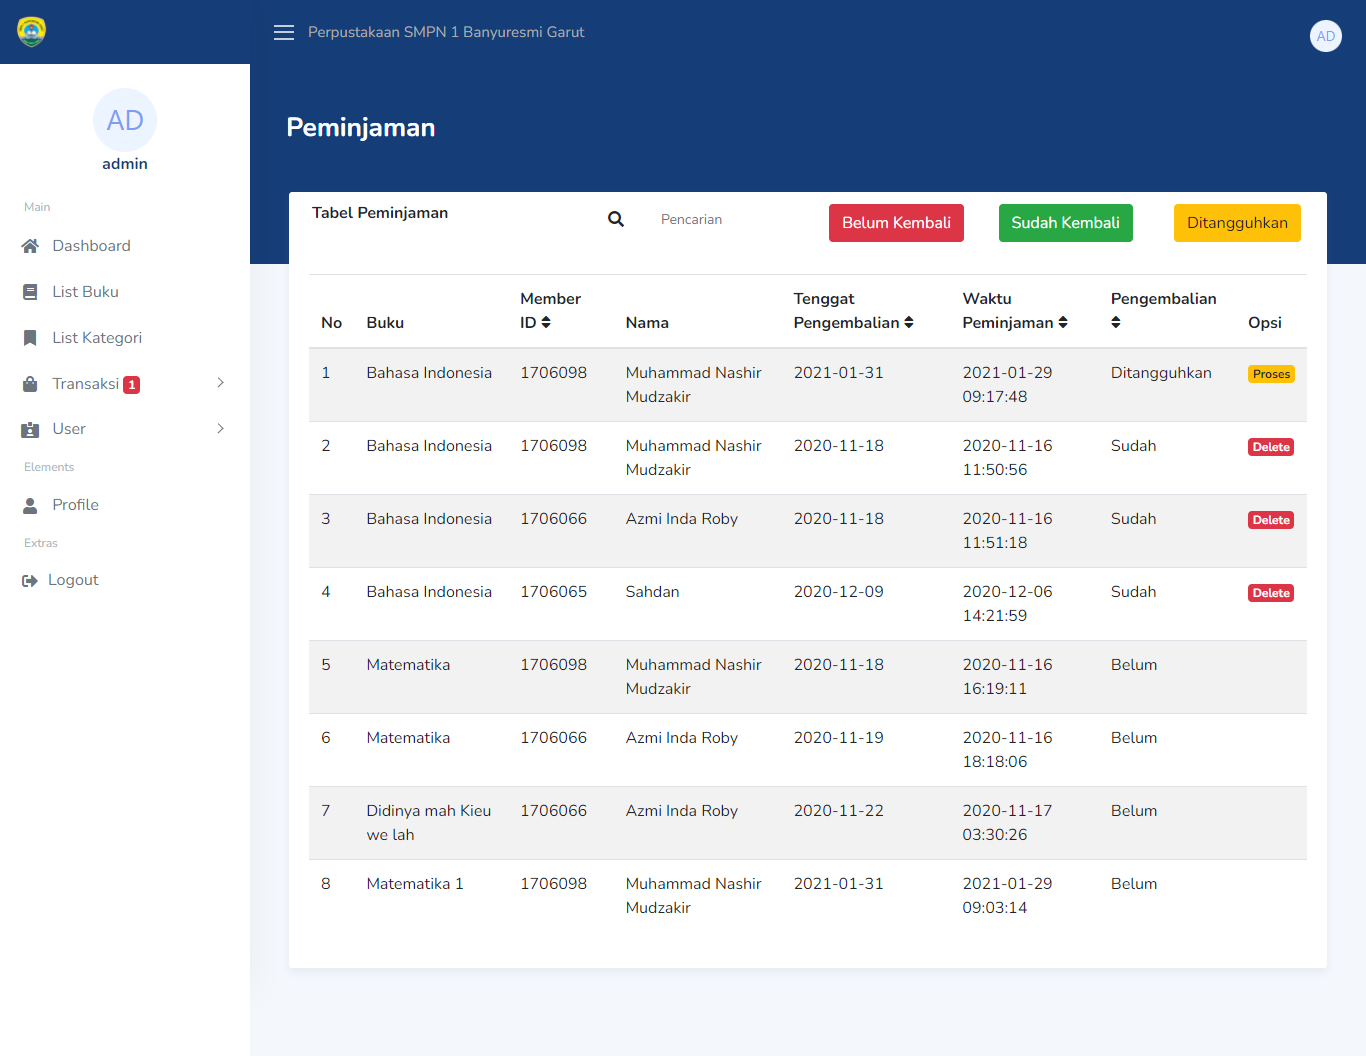 Perpustakaan SMPN 1 Banyuresmi Garut
AD
AD
admin
Main
Dashboard
List Buku
List Kategori
Transaksi 1
User
Elements
Profile
Extras
Logout
Peminjaman
Tabel Peminjaman
Pencarian
Belum Kembali
Sudah Kembali
Ditangguhkan
No Buku Member ID Nama Tenggat Pengembalian Waktu Peminjaman Pengembalian Opsi
1 Bahasa Indonesia 1706098 Muhammad Nashir Mudzakir 2021-01-31 2021-01-29 09:17:48 Ditangguhkan Proses
2 Bahasa Indonesia 1706098 Muhammad Nashir Mudzakir 2020-11-18 2020-11-16 11:50:56 Sudah Delete
3 Bahasa Indonesia 1706066 Azmi Inda Roby 2020-11-18 2020-11-16 11:51:18 Sudah Delete
4 Bahasa Indonesia 1706065 Sahdan 2020-12-09 2020-12-06 14:21:59 Sudah Delete
5 Matematika 1706098 Muhammad Nashir Mudzakir 2020-11-18 2020-11-16 16:19:11 Belum
6 Matematika 1706066 Azmi Inda Roby 2020-11-19 2020-11-16 18:18:06 Belum
7 Didinya mah Kieu we lah 1706066 Azmi Inda Roby 2020-11-22 2020-11-17 03:30:26 Belum
8 Matematika 1 1706098 Muhammad Nashir Mudzakir 2021-01-31 2021-01-29 09:03:14 Belum